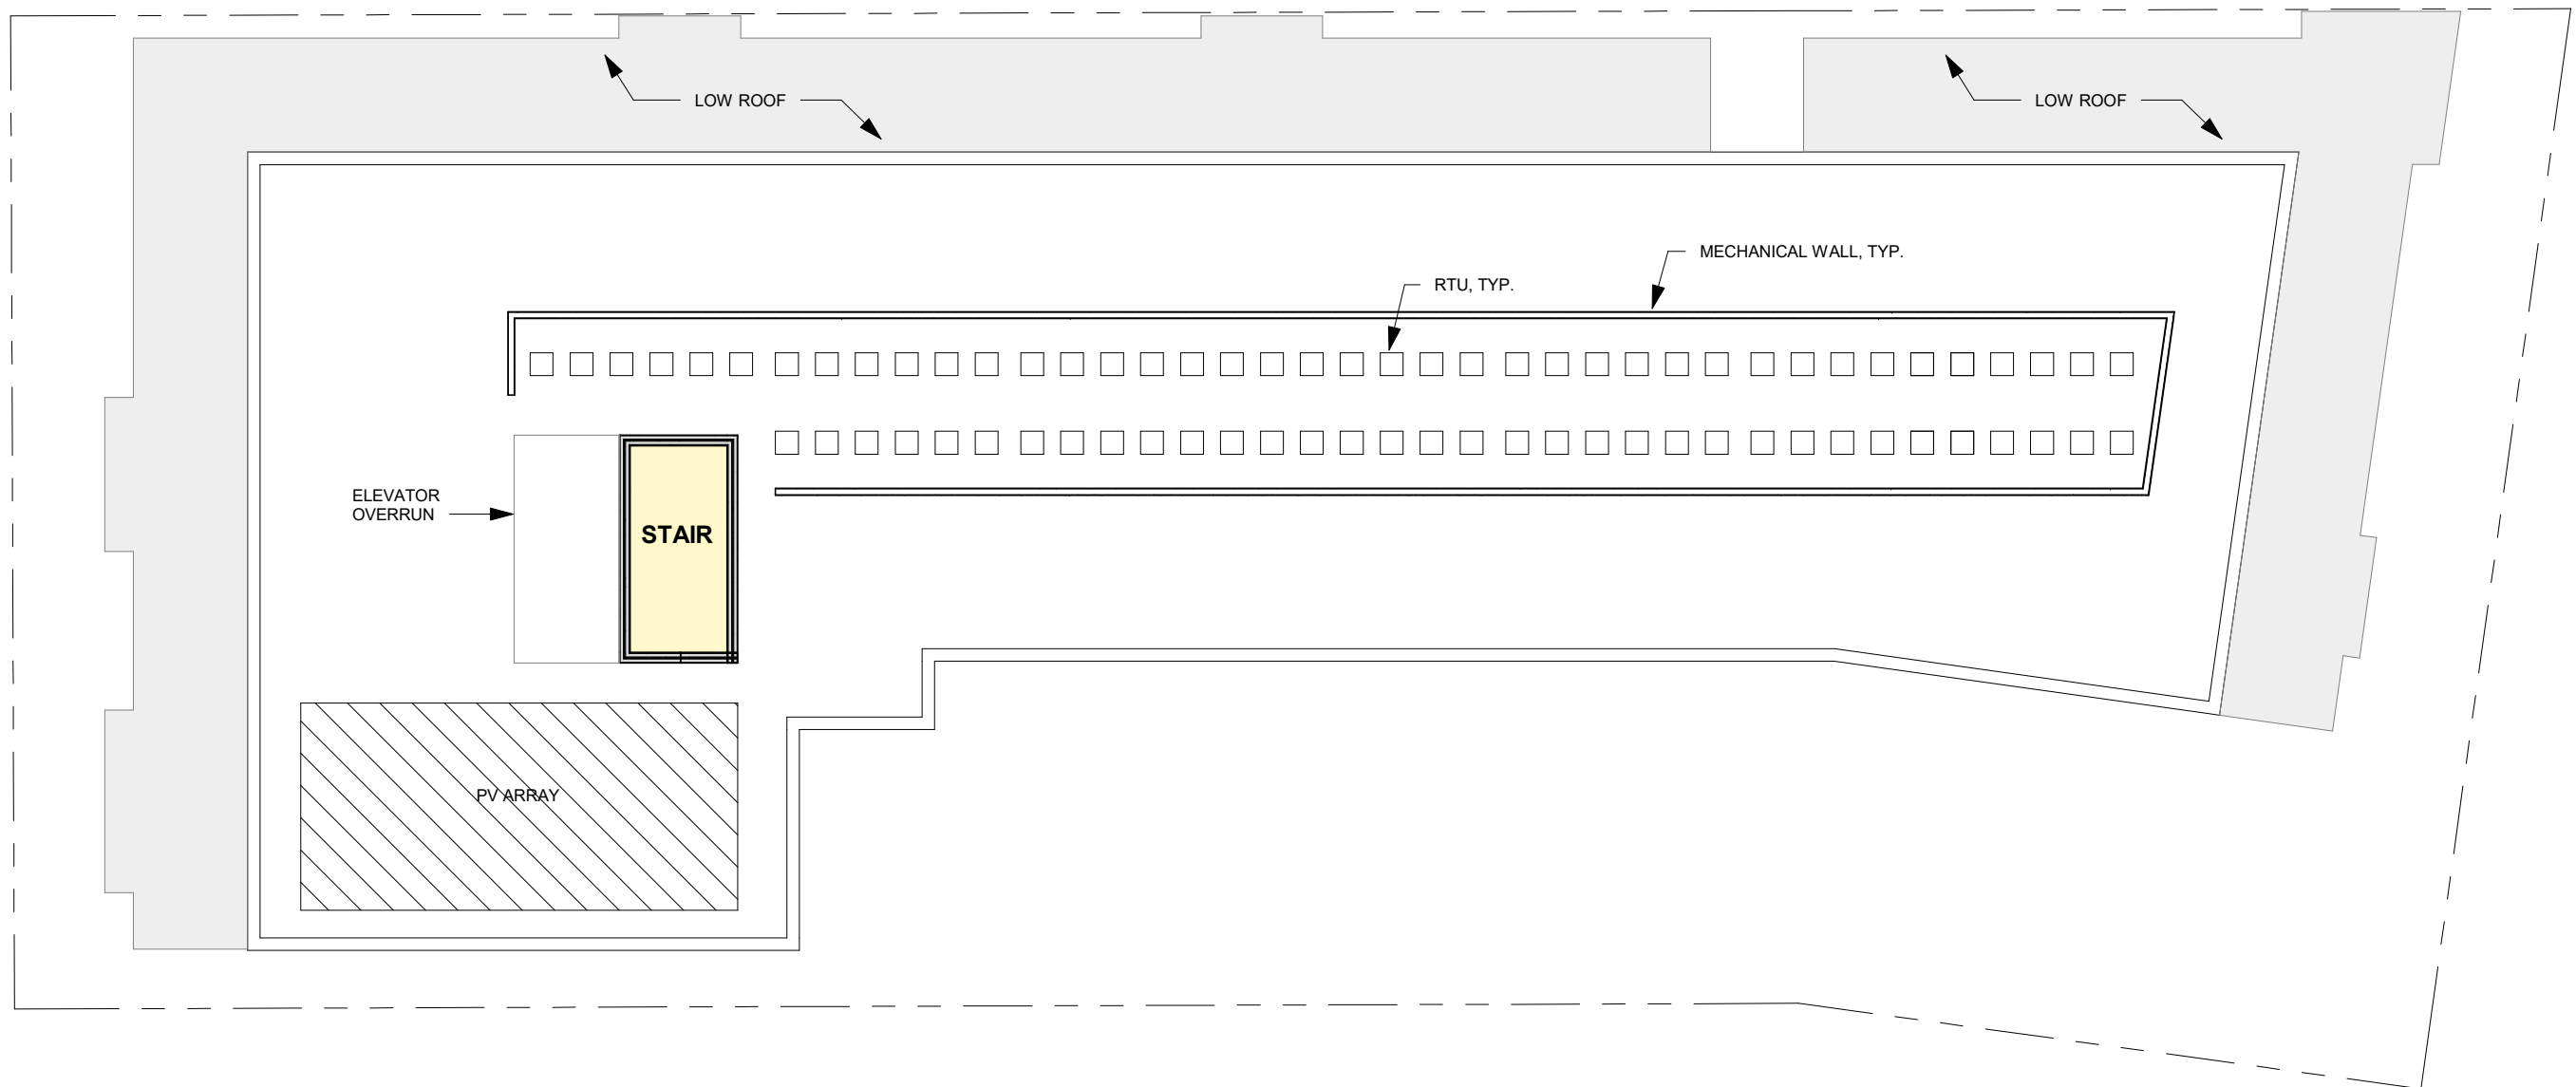 LOW ROOF
LOW ROOF
MECHANICAL WALL, TYP.
RTU, TYP.
ELEVATOR
OVERRUN
STAIR
PV ARRAY